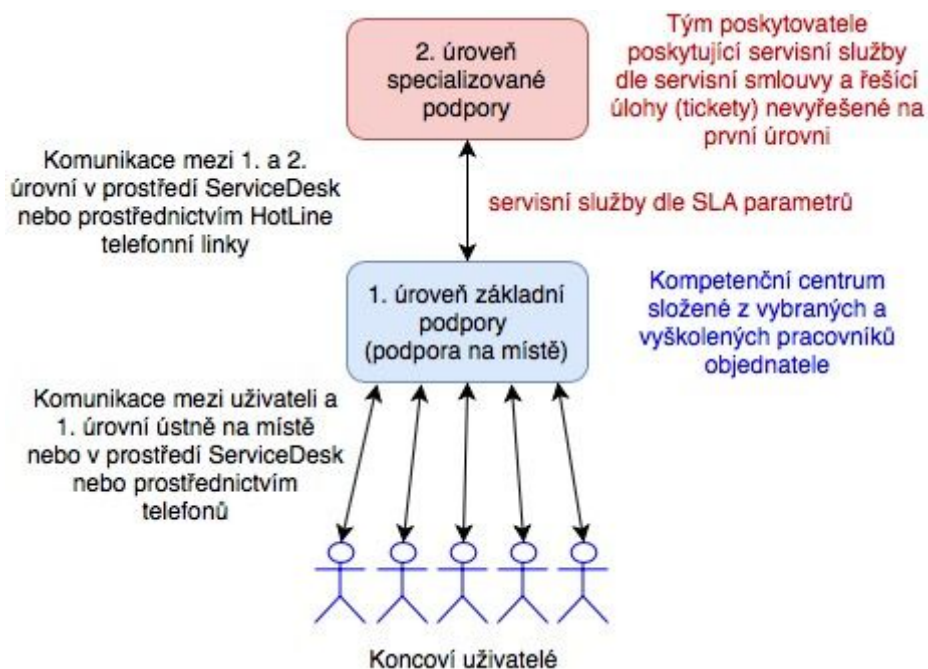 2. úroveň
specializované
podpory
Tým poskytovatele
poskytující servisní služby
dle servisní smlouvy a řešící
úlohy (tickety) nevyřešené na
první úrovni
Komunikace mezi 1. a 2.
úrovní v prostředí ServiceDesk
nebo prostřednictvím HotLine
telefonní linky
servisní služby dle SLA parametrů
1. úroveň základní
podpory
(podpora na místě)
Kompetenční centrum
složené z vybraných a
vyškolených pracovníků
objednatele
Komunikace mezi uživateli a
1. úrovní ústně na místě
nebo v prostředí ServiceDesk
nebo prostřednictvím
telefonů
Koncoví uživatelé